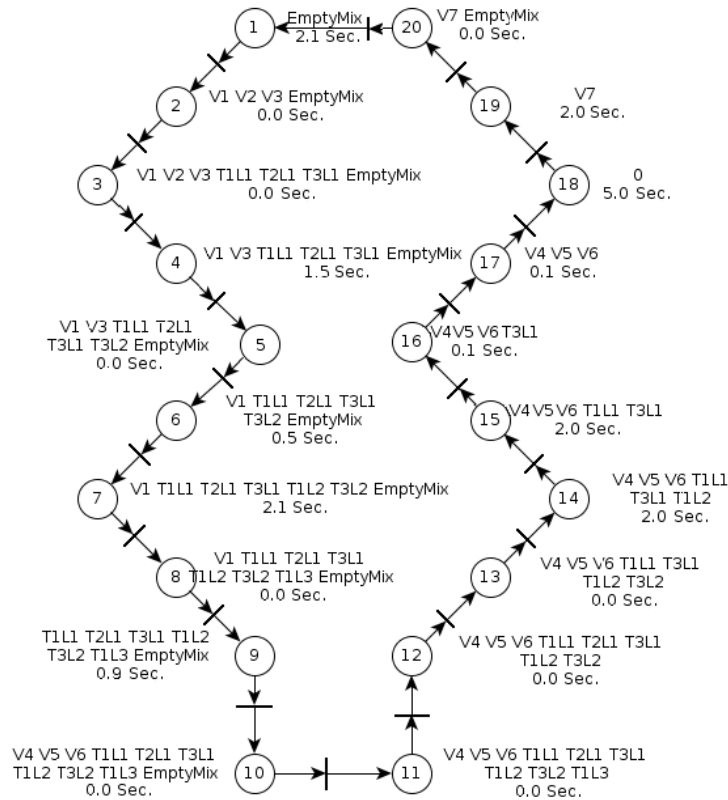 1
EmptyMix
2.1 Sec.
20
V7 EmptyMix
0.0 Sec.
2
V1 V2 V3 EmptyMix
0.0 Sec.
19
V7
2.0 Sec.
3
V1 V2 V3 T1L1 T2L1 T3L1 EmptyMix
0.0 Sec.
18
0
5.0 Sec.
4
V1 V3 T1L1 T2L1 T3L1 EmptyMix
1.5 Sec.
17
V4 V5 V6
0.1 Sec.
V1 V3 T1L1 T2L1
T3L1 T3L2 EmptyMix
0.0 Sec.
5
16
V4 V5 V6 T3L1
0.1 Sec.
6
V1 T1L1 T2L1 T3L1
T3L2 EmptyMix
0.5 Sec.
15
V4 V5 V6 T1L1 T3L1
2.0 Sec.
7
V1 T1L1 T2L1 T3L1 T1L2 T3L2 EmptyMix
2.1 Sec.
14
V4 V5 V6 T1L1
T3L1 T1L2
2.0 Sec.
8
V1 T1L1 T2L1 T3L1
T1L2 T3L2 T1L3 EmptyMix
0.0 Sec.
13
V4 V5 V6 T1L1 T3L1
T1L2 T3L2
0.0 Sec.
T1L1 T2L1 T3L1 T1L2
T3L2 T1L3 EmptyMix
0.9 Sec.
9
12
V4 V5 V6 T1L1 T2L1 T3L1
T1L2 T3L2
0.0 Sec.
V4 V5 V6 T1L1 T2L1 T3L1
T1L2 T3L2 T1L3 EmptyMix
0.0 Sec.
10
11
V4 V5 V6 T1L1 T2L1 T3L1
T1L2 T3L2 T1L3
0.0 Sec.